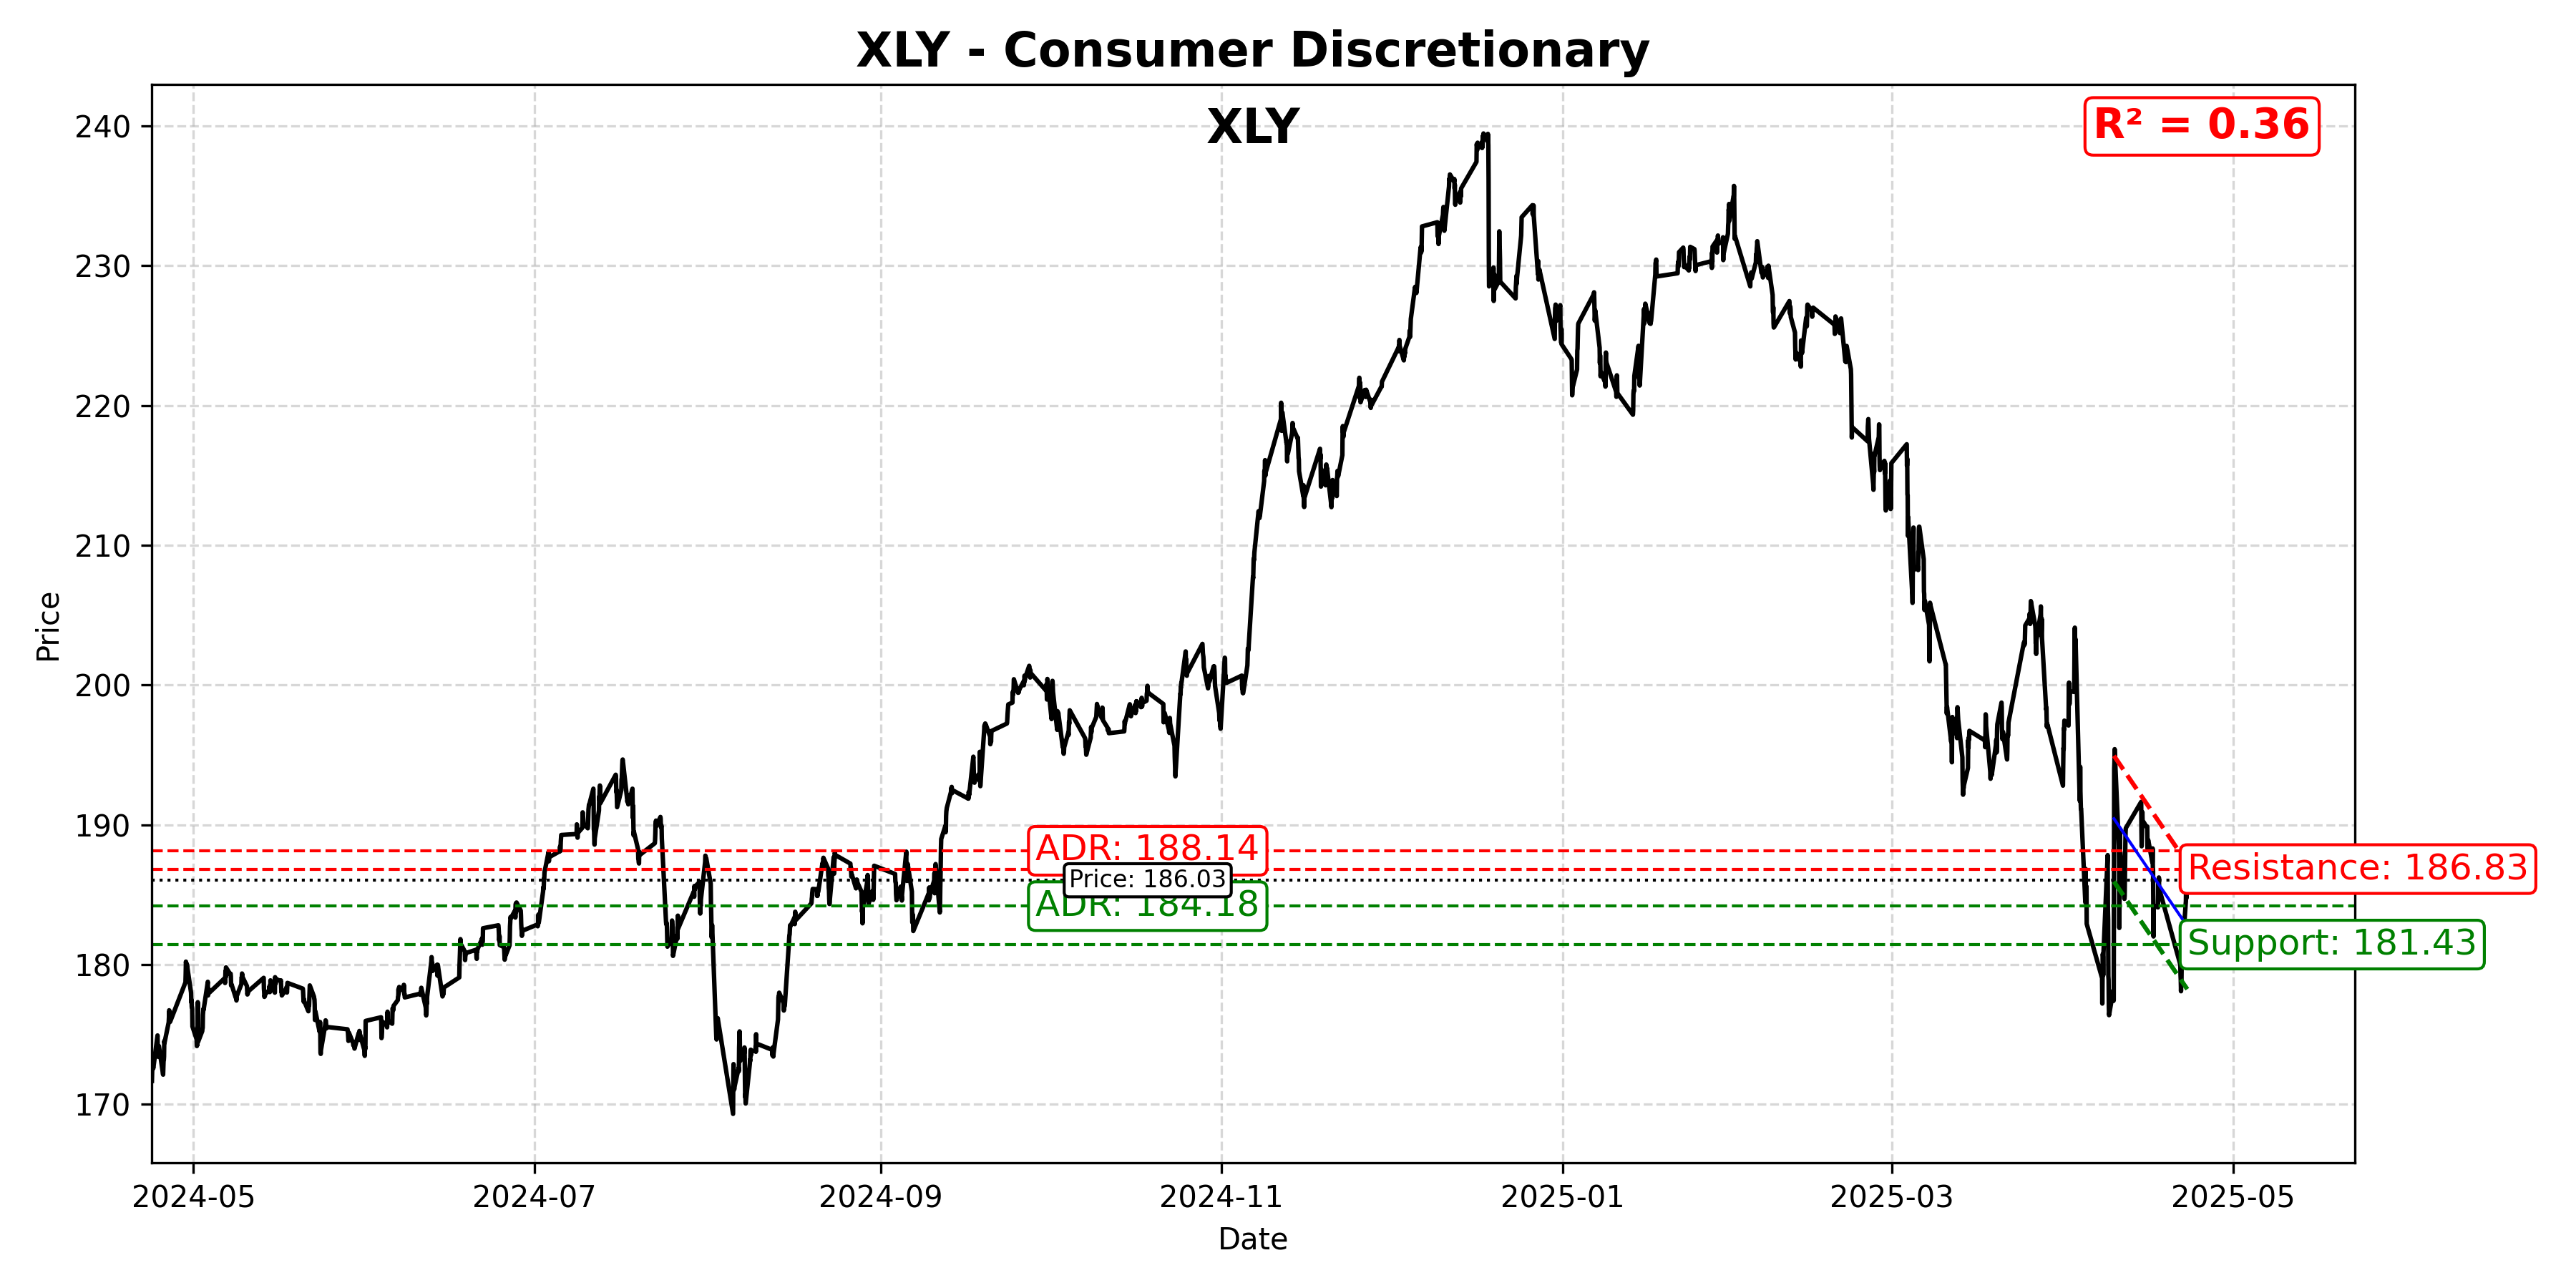 XLY - Consumer Discretionary
XLY
R² = 0.36
240
230
220
210
200
190
180
170
Price
ADR: 188.14
Price: 186.03
ADR: 184.18
Resistance: 186.83
Support: 181.43
2024-05
2024-07
2024-09
2024-11
2025-01
2025-03
2025-05
Date